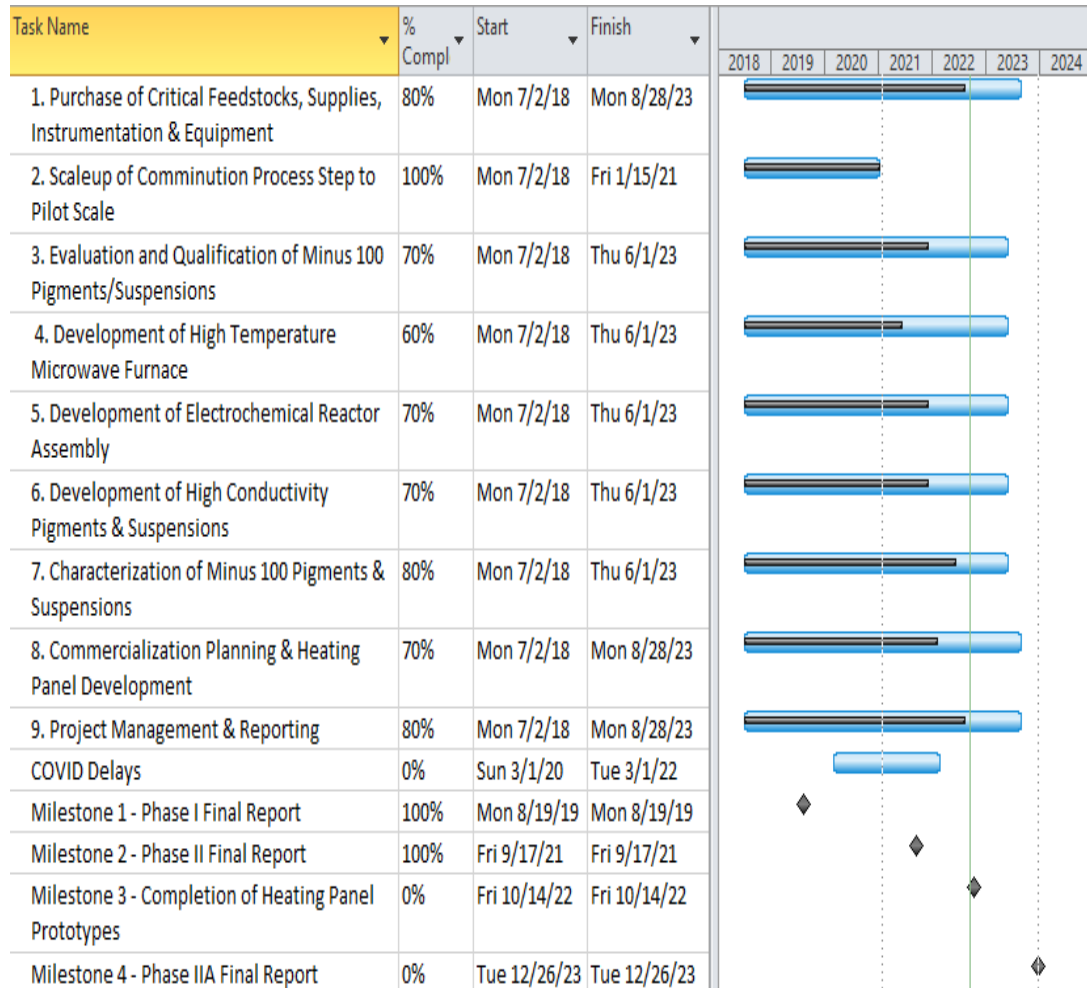 Task Name % Compl Start Finish
2018 2019 2020 2021 2022 2023 2024
1. Purchase of Critical Feedstocks, Supplies, 80% Mon 7/2/18 Mon 8/28/23
Instrumentation & Equipment
2. Scaleup of Comminution Process Step to 100% Mon 7/2/18 Fri 1/15/21
Pilot Scale
3. Evaluation and Qualification of Minus 100 70% Mon 7/2/18 Thu 6/1/23
Pigments/Suspensions
4. Development of High Temperature 60% Mon 7/2/18 Thu 6/1/23
Microwave Furnace
5. Development of Electrochemical Reactor 70% Mon 7/2/18 Thu 6/1/23
Assembly
6. Development of High Conductivity 70% Mon 7/2/18 Thu 6/1/23
Pigments & Suspensions
7. Characterization of Minus 100 Pigments & 80% Mon 7/2/18 Thu 6/1/23
Suspensions
8. Commercialization Planning & Heating 70% Mon 7/2/18 Mon 8/28/23
Panel Development
9. Project Management & Reporting 80% Mon 7/2/18 Mon 8/28/23
COVID Delays 0% Sun 3/1/20 Tue 3/1/22
Milestone 1 - Phase I Final Report 100% Mon 8/19/19 Mon 8/19/19
Milestone 2 - Phase II Final Report 100% Fri 9/17/21 Fri 9/17/21
Milestone 3 - Completion of Heating Panel 0% Fri 10/14/22 Fri 10/14/22
Prototypes
Milestone 4 - Phase IIA Final Report 0% Tue 12/26/23 Tue 12/26/23